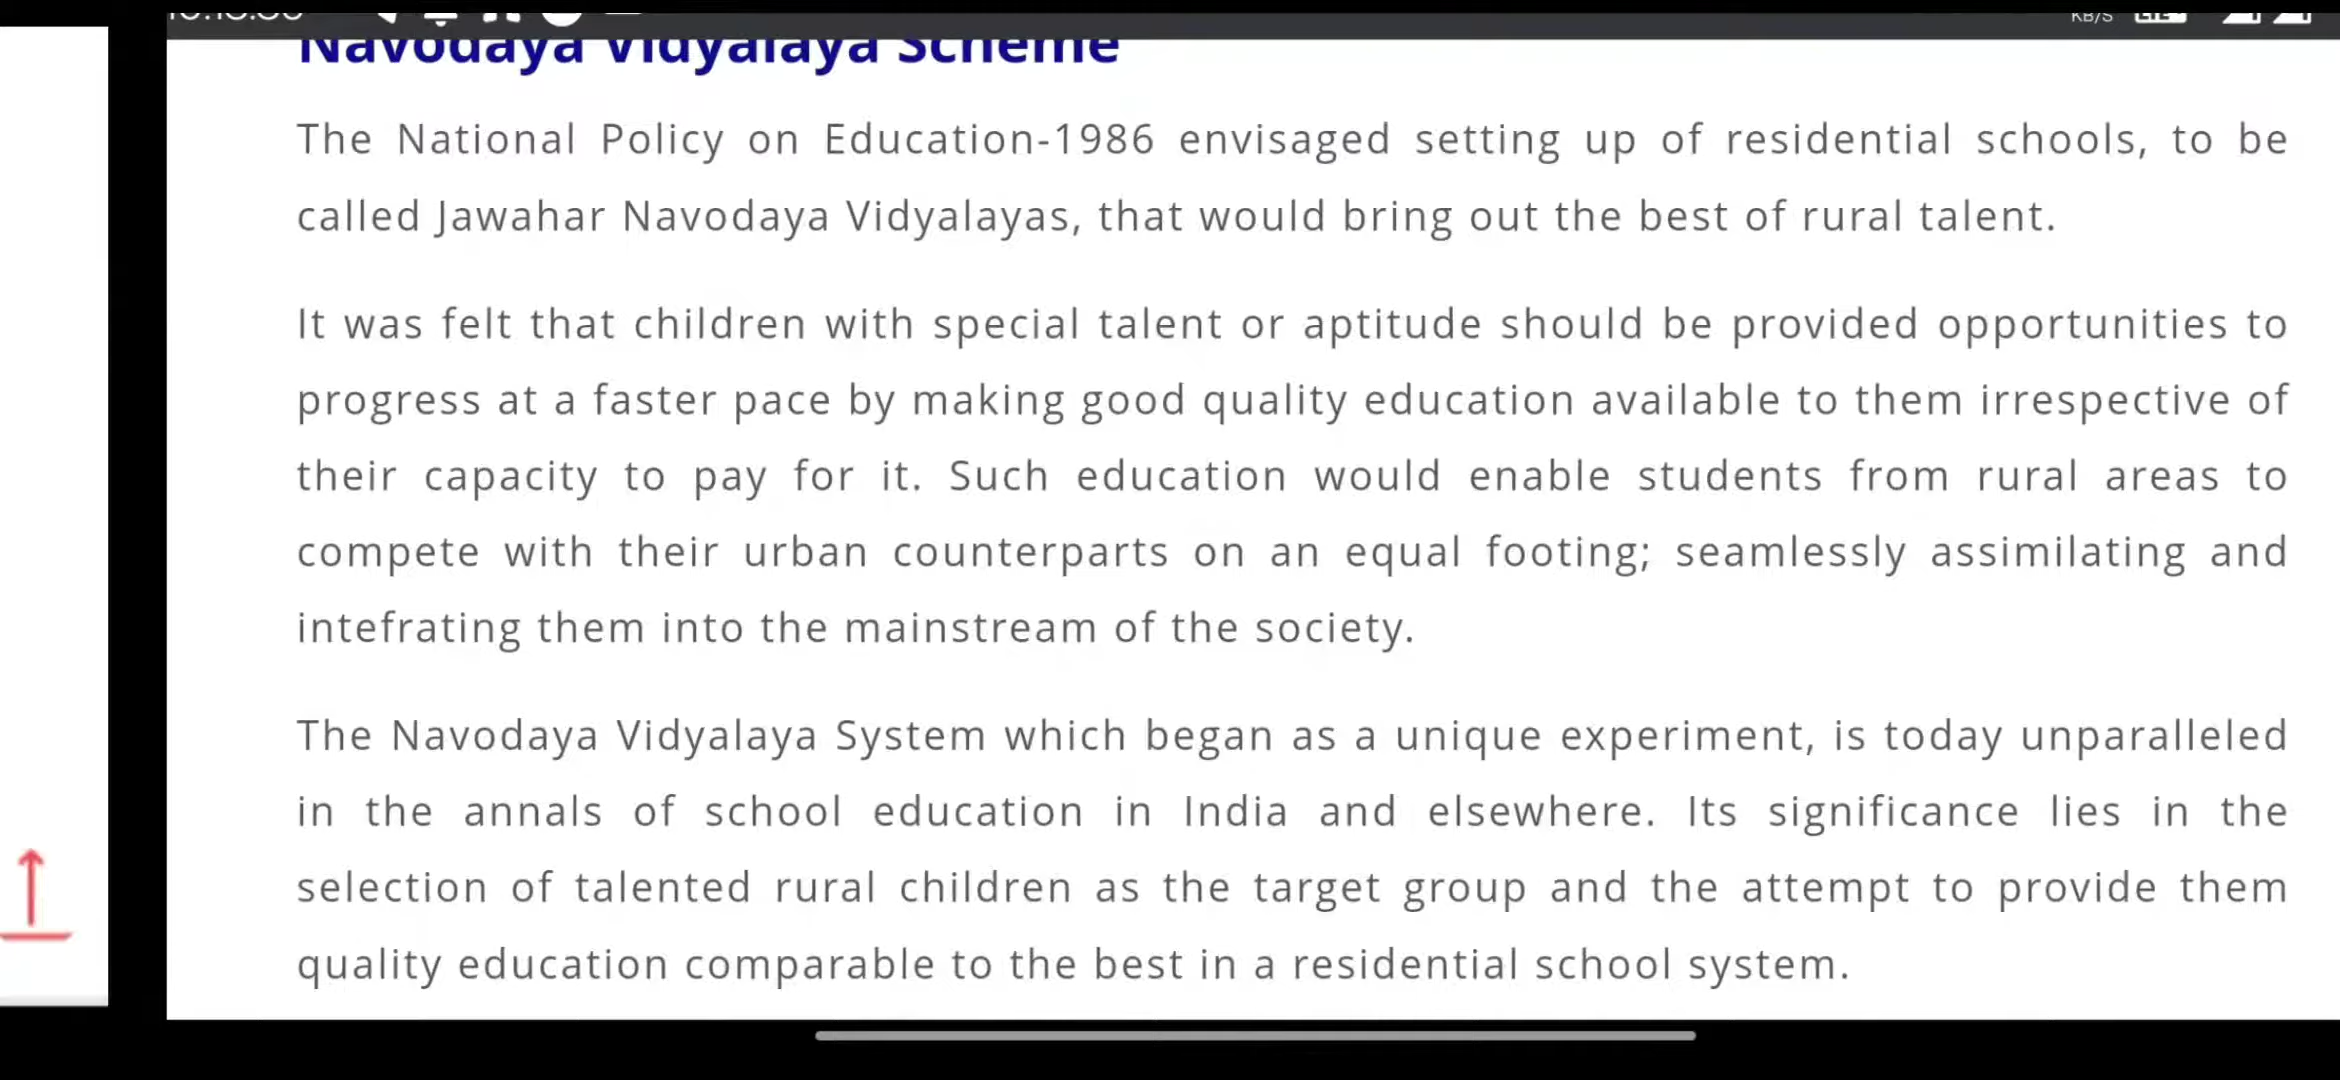 Navodaya Vidyalaya Scheme
KB/S
The National Policy on Education-1986 envisaged setting up of residential schools, to be
called Jawahar Navodaya Vidyalayas, that would bring out the best of rural talent.
It was felt that children with special talent or aptitude should be provided opportunities to
progress at a faster pace by making good quality education available to them irrespective of
their capacity to pay for it. Such education would enable students from rural areas to
compete with their urban counterparts on an equal footing; seamlessly assimilating and
intefrating them into the mainstream of the society.
The Navodaya Vidyalaya System which began as a unique experiment, is today unparalleled
in the annals of school education in India and elsewhere. Its significance lies in the
selection of talented rural children as the target group and the attempt to provide them
quality education comparable to the best in a residential school system.